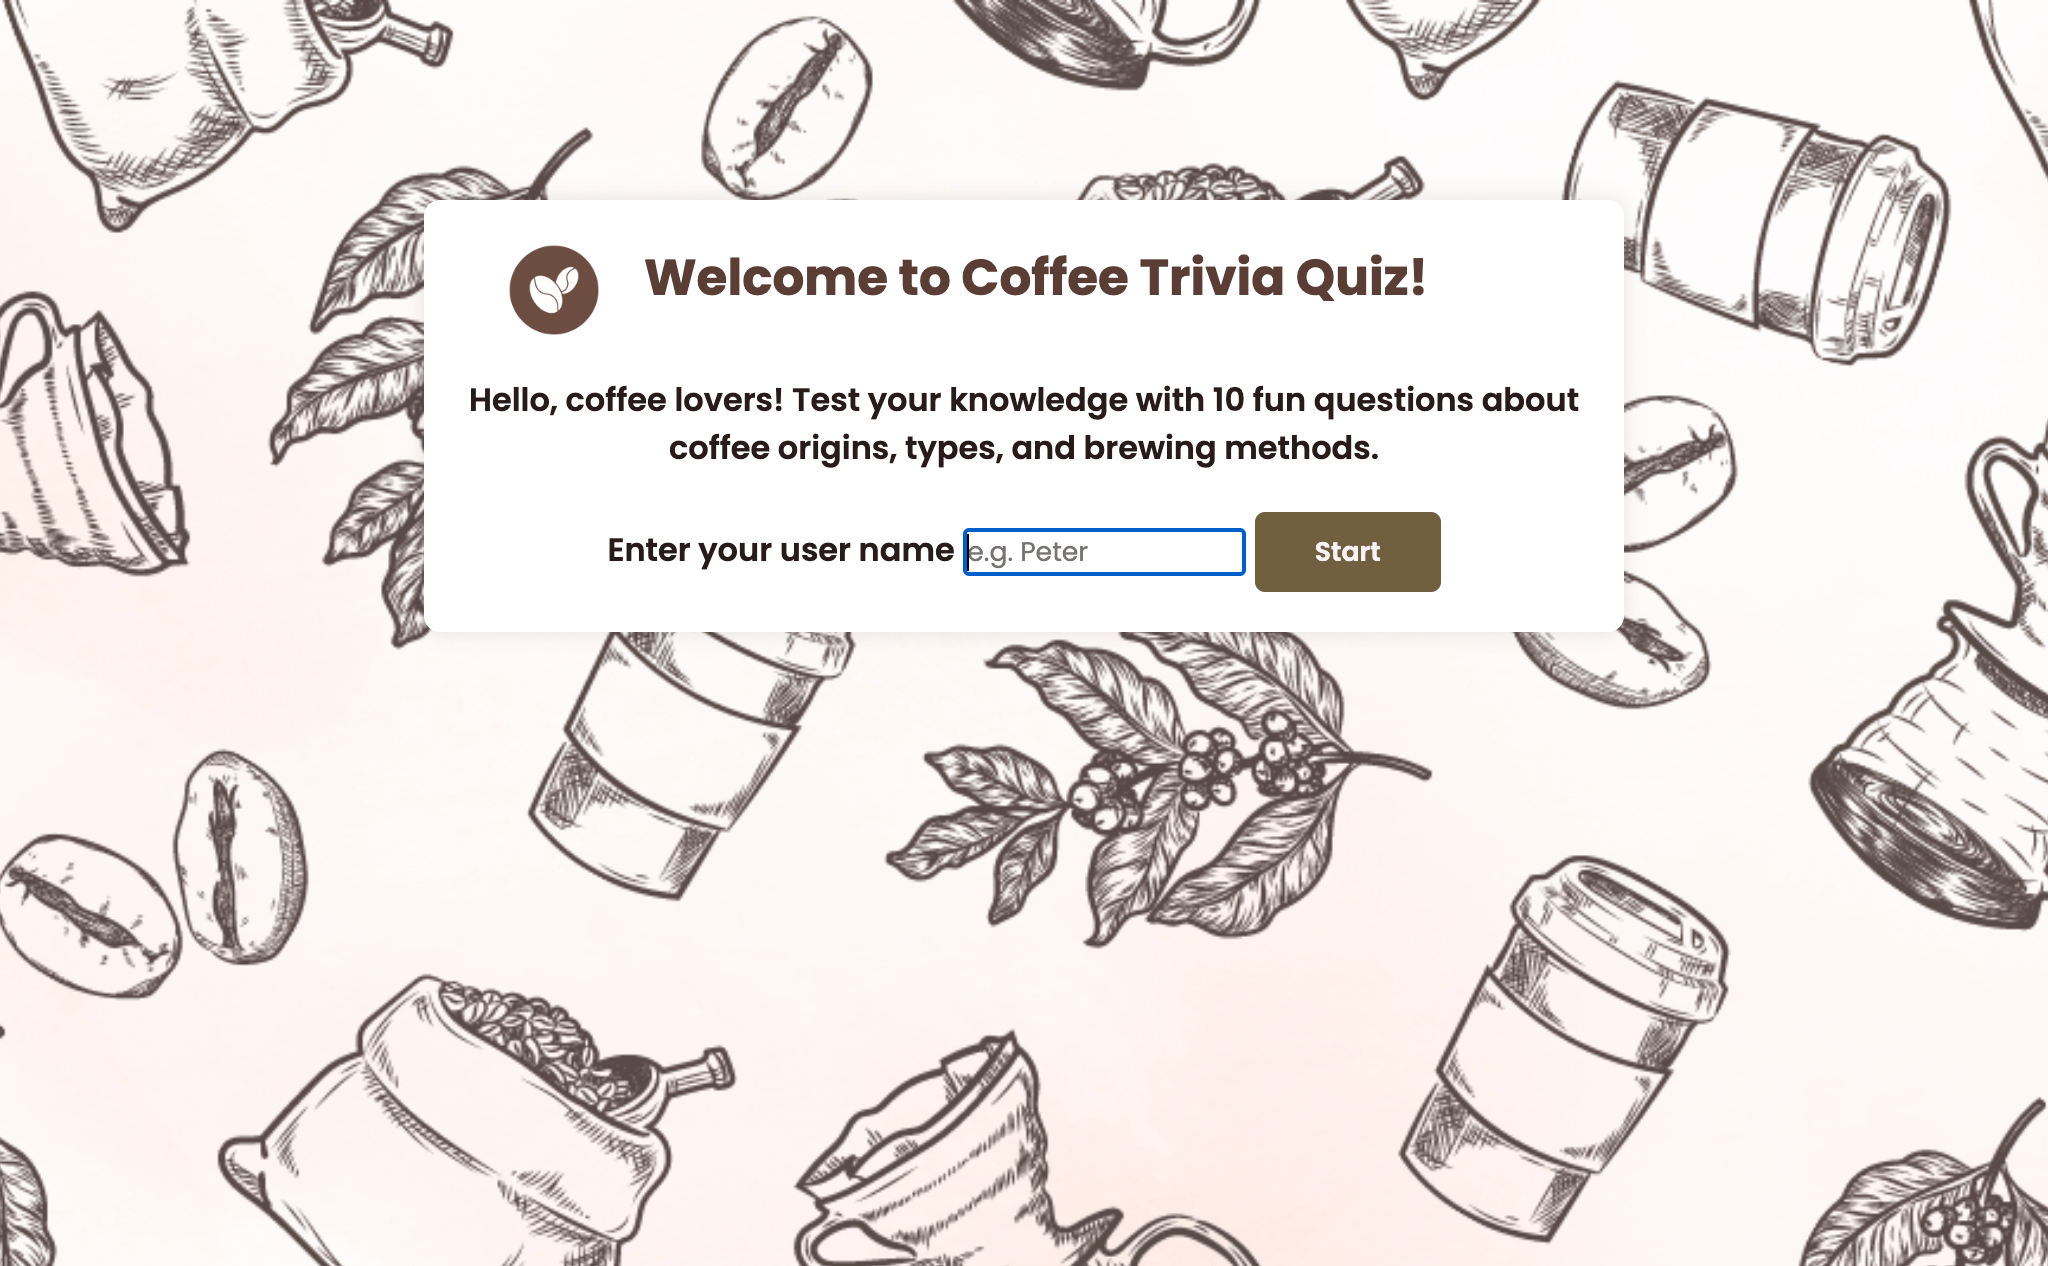 Welcome to Coffee Trivia Quiz!
Hello, coffee lovers! Test your knowledge with 10 fun questions about
coffee origins, types, and brewing methods.
Enter your user name e.g. Peter Start